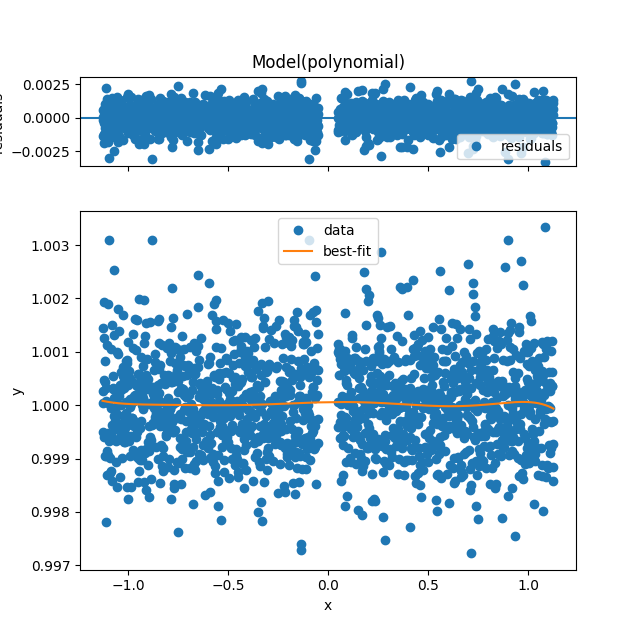 Model(polynomial)
0.0025
0.0000
−0.0025
residuals
residuals
1.003
1.002
1.001
1.000
0.999
0.998
0.997
y
data
best-fit
−1.0
−0.5
0.0
0.5
1.0
x